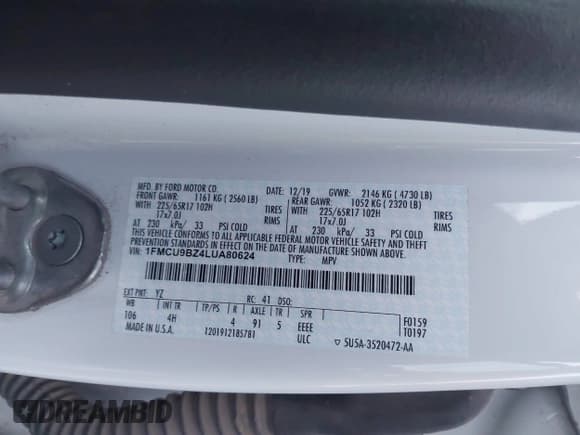 MFD. BY FORD MOTOR CO.
DATE: 12/19 GVWR: 2146 KG ( 4730 LB)
FRONT GAWR: 1161 KG ( 2560 LB) REAR GAWR: 1052 KG ( 2320 LB)
WITH 225/65R17 102H TIRES WITH 225/65R17 102H TIRES
17x7.0J RIMS 17x7.0J RIMS
AT 230 kPa/ 33 PSI COLD AT 230 kPa/ 33 PSI COLD
THIS VEHICLE CONFORMS TO ALL APPLICABLE FEDERAL MOTOR VEHICLE SAFETY AND THEFT
PREVENTION STANDARDS IN EFFECT ON THE DATE OF MANUFACTURE SHOWN ABOVE.
VIN: 1FMCU9BZ4LUA80624 TYPE: MPV
EXT PNT: YZ RC: 41 DSO:
WB INT TR TP/PS R AXLE TR SPR
106 4H 4 91 5 EEEE F0159
MADE IN U.S.A. 12019121857B1 ULC T0197
5U5A-3520472-AA
DREAMBID